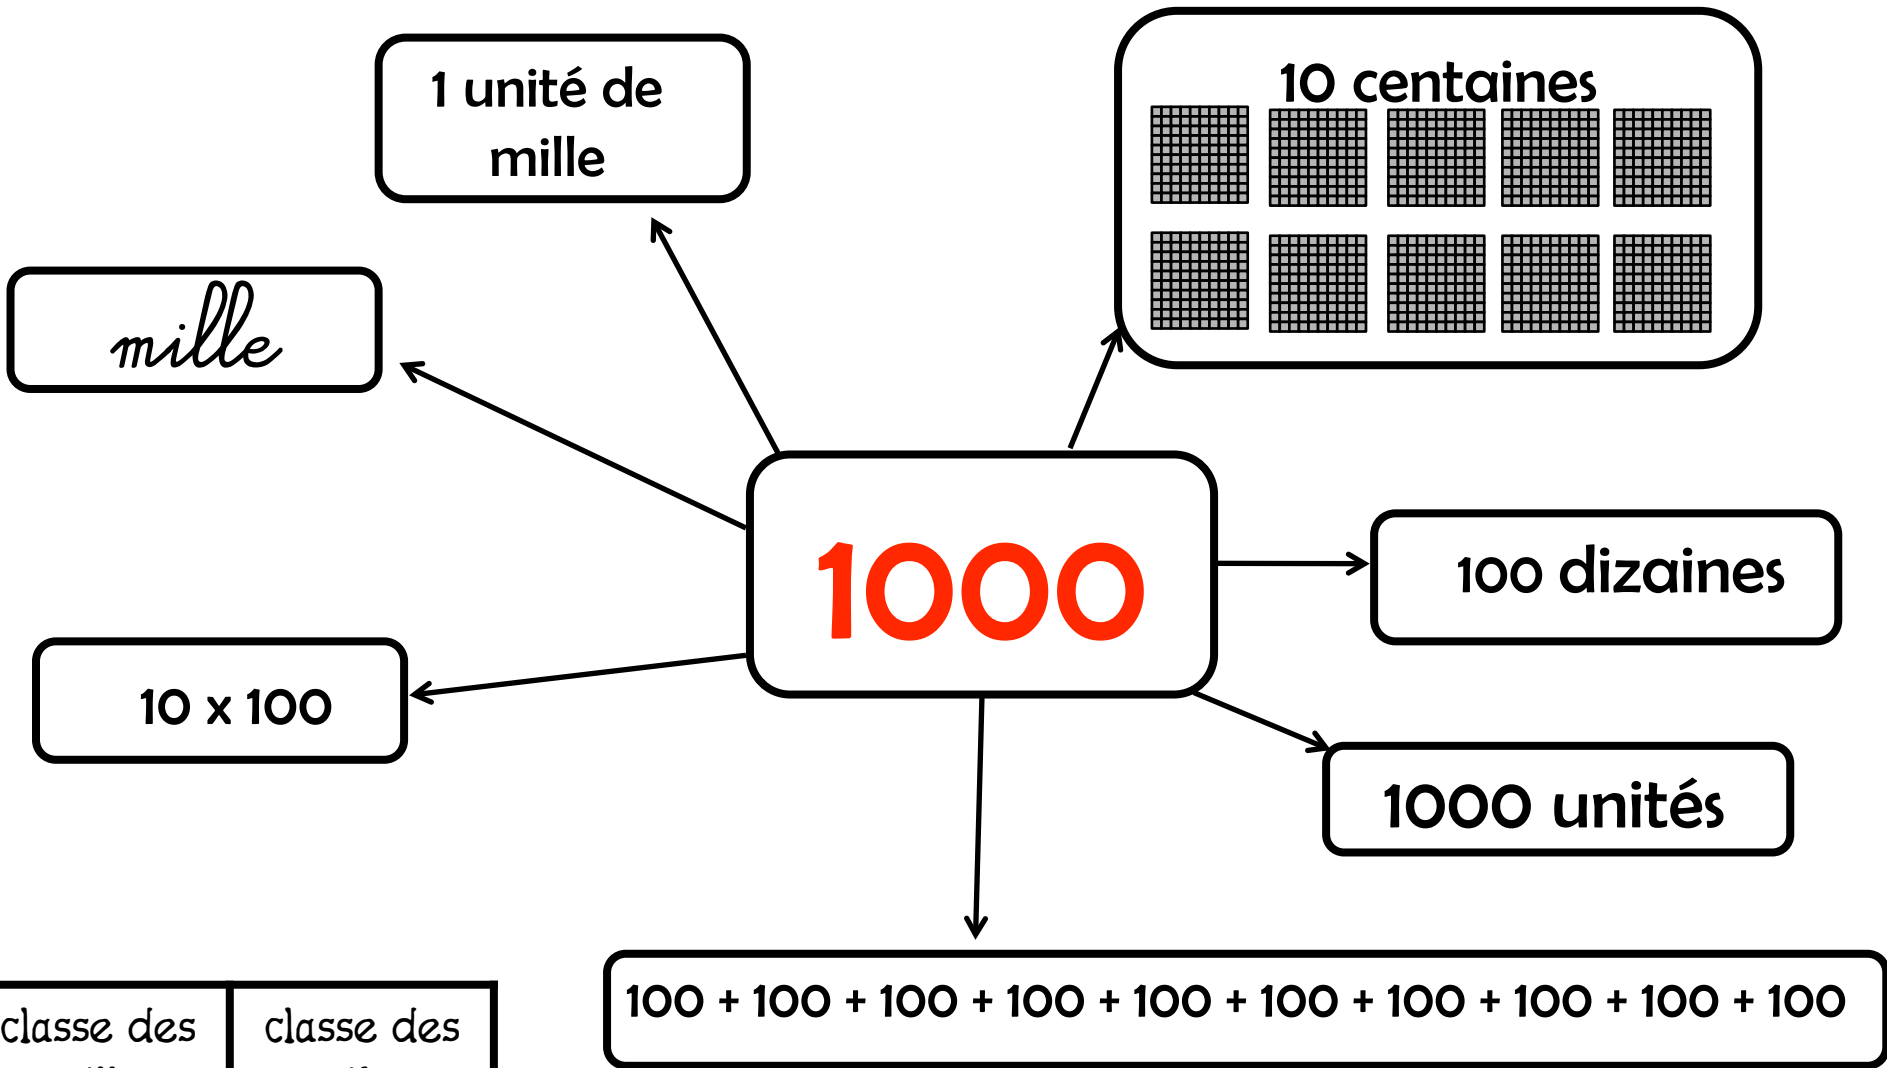 1 unité de
mille
10 centaines
mille
1000
100 dizaines
10 x 100
1000 unités
100 + 100 + 100 + 100 + 100 + 100 + 100 + 100 + 100 + 100
classe des
classe des